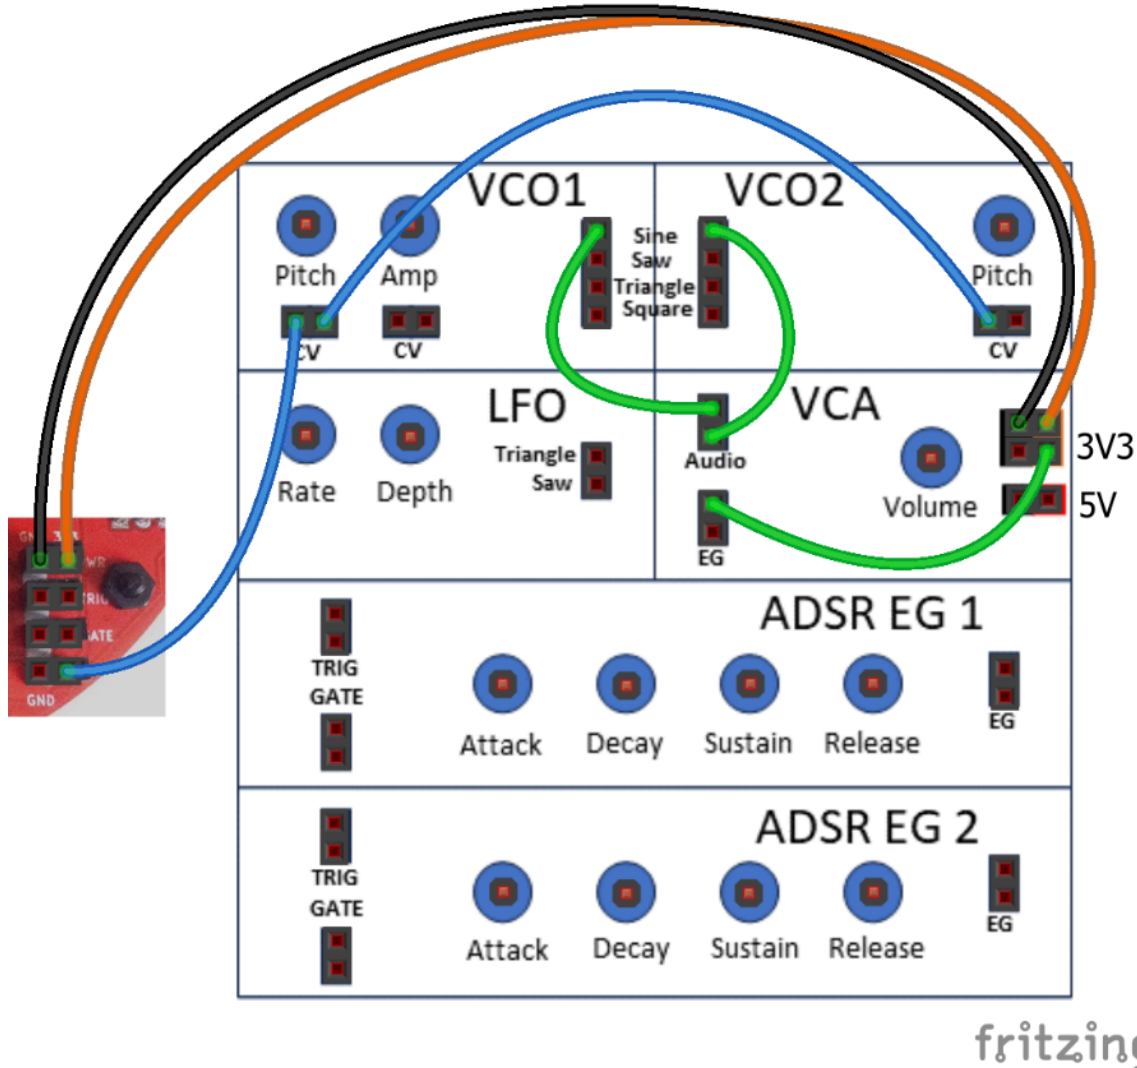 VCO1
VCO2
Sine
Saw
Triangle
Square
Pitch
Amp
Pitch
CV
CV
CV
LFO
VCA
Triangle
Saw
Audio
3V3
Rate
Depth
Volume
5V
EG
GND
ADSR EG 1
TRIG
GATE
EG
Attack
Decay
Sustain
Release
ADSR EG 2
TRIG
GATE
EG
Attack
Decay
Sustain
Release